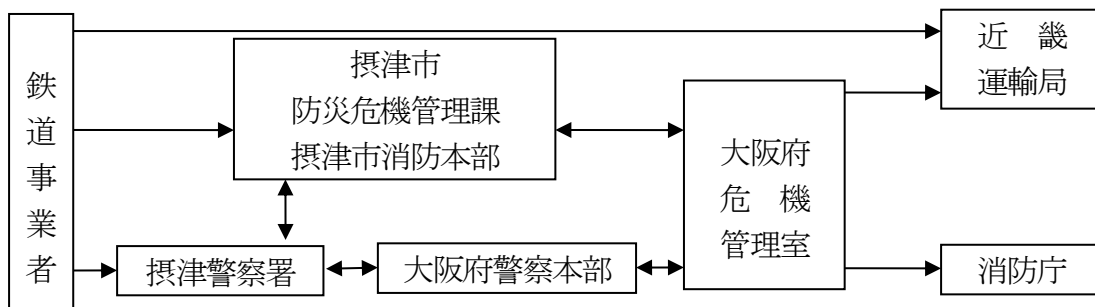 鉄道事業者
摂津市
防災危機管理課
摂津市消防本部
摂津警察署
大阪府警察本部
大阪府
危機
管理室
近畿
運輸局
消防庁